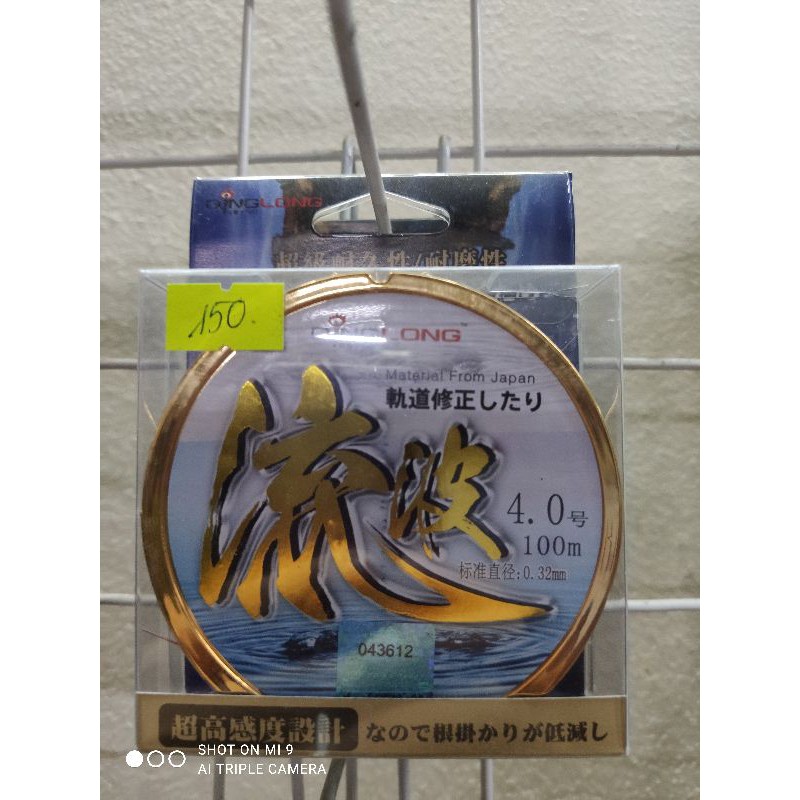 DINGLONG
超级耐久性/耐磨性
150.
DINGLONG™
Material From Japan
軌道修正したり
流波
4.0号
100m
标准直径:0.32mm
043612
超高感度設計
なので根掛かりが低減し
SHOT ON MI 9
AI TRIPLE CAMERA